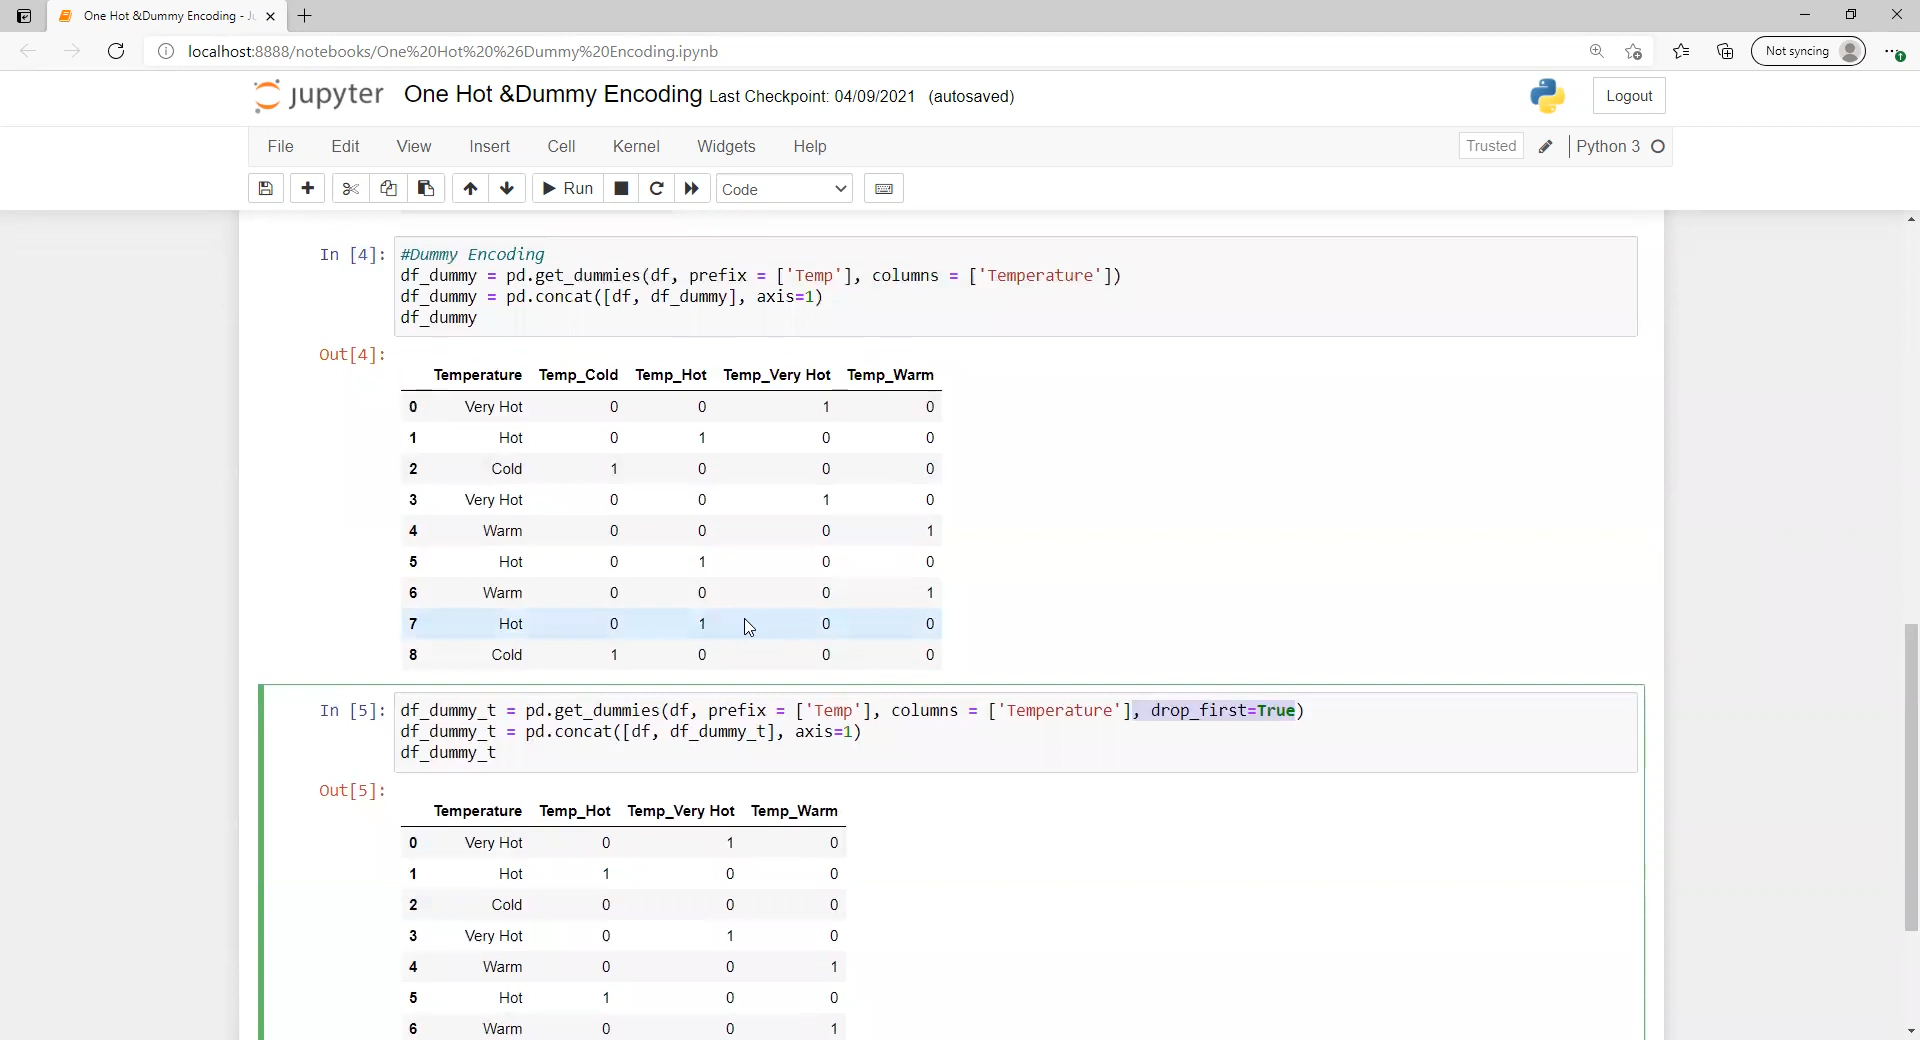 One Hot &Dummy Encoding - Ju
localhost:8888/notebooks/One%20Hot%20%26Dummy%20Encoding.ipynb
Not syncing
jupyter One Hot &Dummy Encoding Last Checkpoint: 04/09/2021 (autosaved)
Logout
File Edit View Insert Cell Kernel Widgets Help
Trusted Python 3
Run Code
In [4]: #Dummy Encoding
df_dummy = pd.get_dummies(df, prefix = ['Temp'], columns = ['Temperature'])
df_dummy = pd.concat([df, df_dummy], axis=1)
df_dummy
Out[4]:
Temperature Temp_Cold Temp_Hot Temp_Very Hot Temp_Warm
0 Very Hot 0 0 1 0
1 Hot 0 1 0 0
2 Cold 1 0 0 0
3 Very Hot 0 0 1 0
4 Warm 0 0 0 1
5 Hot 0 1 0 0
6 Warm 0 0 0 1
7 Hot 0 1 0 0
8 Cold 1 0 0 0
In [5]: df_dummy_t = pd.get_dummies(df, prefix = ['Temp'], columns = ['Temperature'], drop_first=True)
df_dummy_t = pd.concat([df, df_dummy_t], axis=1)
df_dummy_t
Out[5]:
Temperature Temp_Hot Temp_Very Hot Temp_Warm
0 Very Hot 0 1 0
1 Hot 1 0 0
2 Cold 0 0 0
3 Very Hot 0 1 0
4 Warm 0 0 1
5 Hot 1 0 0
6 Warm 0 0 1